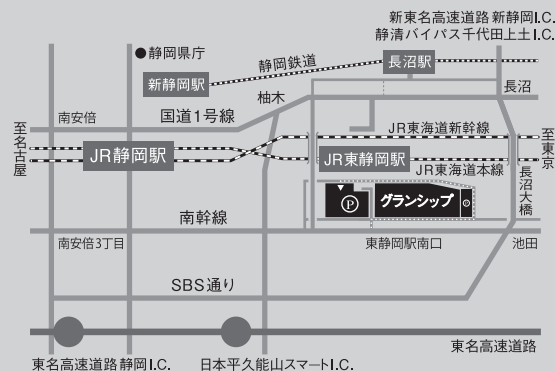 新東名高速道路 新静岡I.C.
静清バイパス千代田上土I.C.
静岡県庁
静岡鉄道
長沼駅
新静岡駅
柚木
長沼
南安倍
国道1号線
JR東海道新幹線
至名古屋
JR静岡駅
JR東静岡駅
至東京
JR東海道本線
長沼大橋
P
グランシップ
南幹線
南安倍3丁目
東静岡駅南口
池田
SBS通り
東名高速道路
東名高速道路 静岡I.C.
日本平久能山スマートI.C.